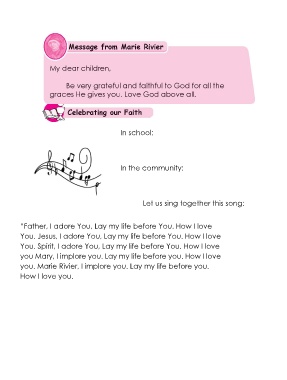 Message from Marie Rivier
My dear children,
Be very grateful and faithful to God for all the
graces He gives you. Love God above all.
Celebrating our Faith
In school:
In the community:
Let us sing together this song:
"Father, I adore You, Lay my life before You, How I love
You. Jesus, I adore You, Lay my life before You, How I love
You. Spirit, I adore You, Lay my life before You, How I love
you Mary, I implore you, Lay my life before you, How I love
you. Marie Rivier, I implore you, Lay my life before you,
How I love you.